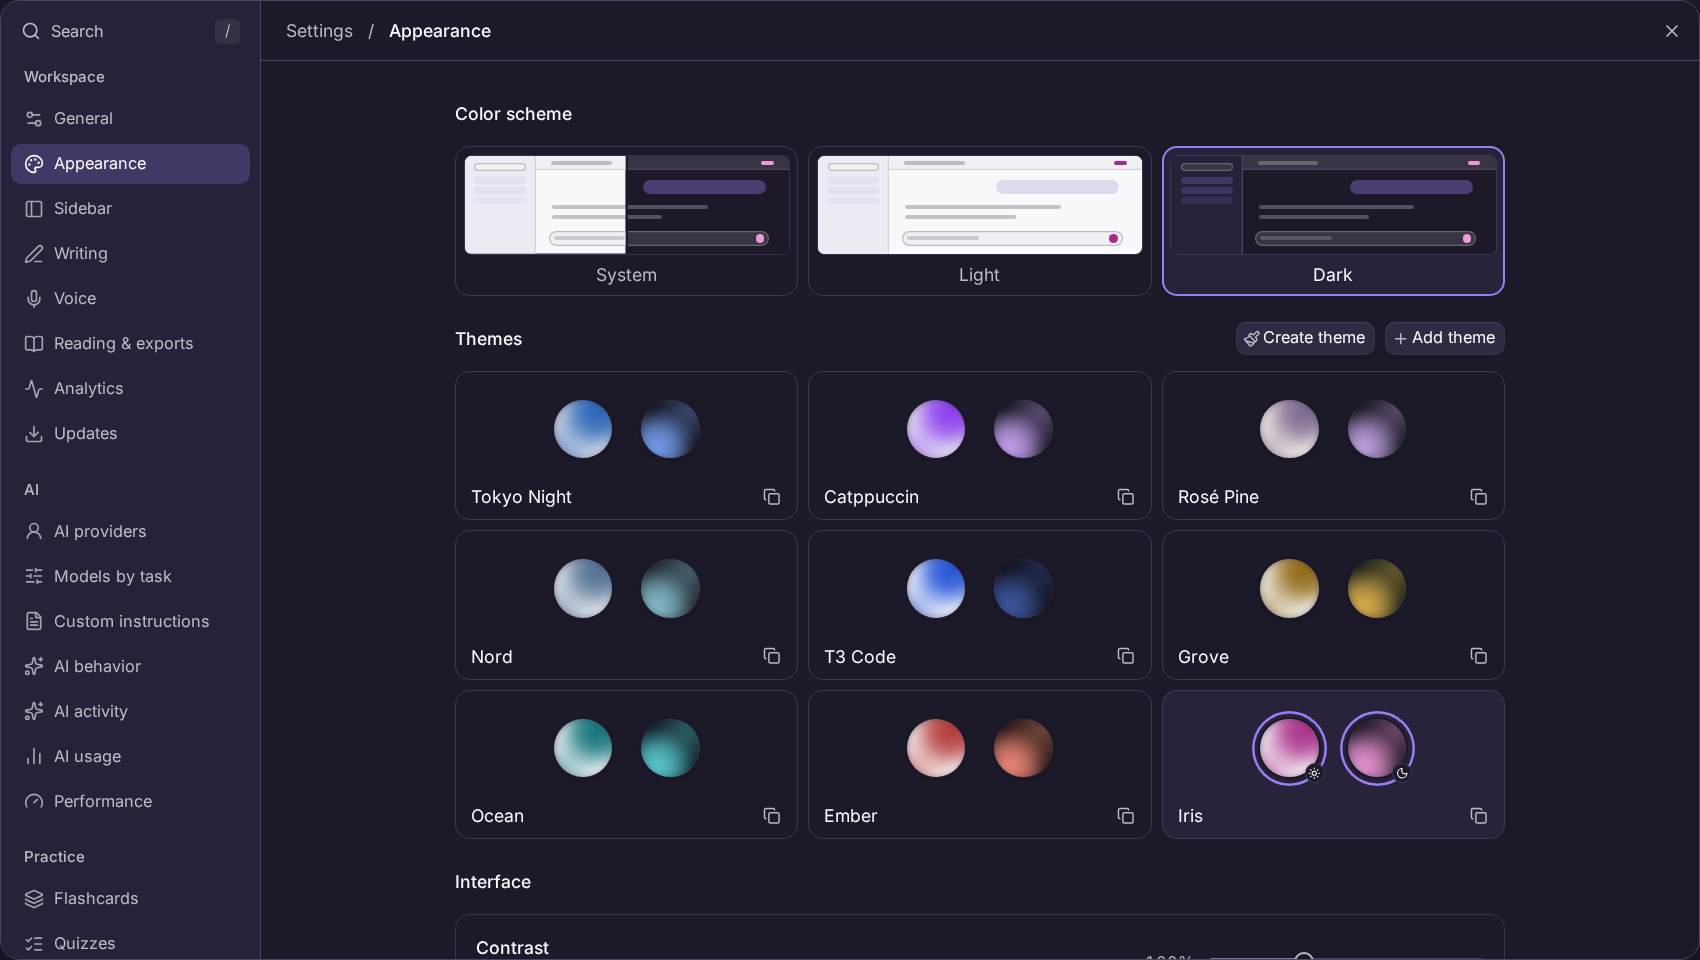 Search
/
Workspace
General
Appearance
Sidebar
Writing
Voice
Reading & exports
Analytics
Updates
AI
AI providers
Models by task
Custom instructions
AI behavior
AI activity
AI usage
Performance
Practice
Flashcards
Quizzes
Settings / Appearance
Color scheme
System
Light
Dark
Themes
Create theme
Add theme
Tokyo Night
Catppuccin
Rosé Pine
Nord
T3 Code
Grove
Ocean
Ember
Iris
Interface
Contrast